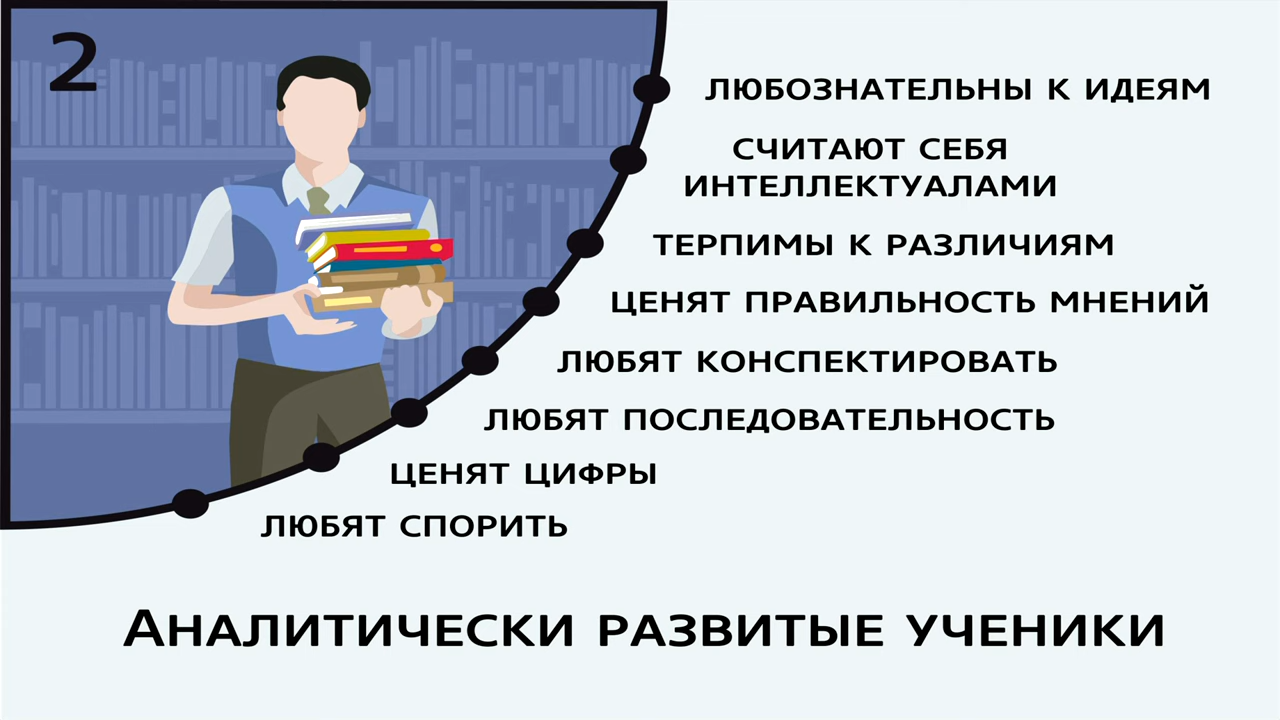 2
ЛЮБОЗНАТЕЛЬНЫ К ИДЕЯМ
СЧИТАЮТ СЕБЯ
ИНТЕЛЛЕКТУАЛАМИ
ТЕРПИМЫ К РАЗЛИЧИЯМ
ЦЕНЯТ ПРАВИЛЬНОСТЬ МНЕНИЙ
ЛЮБЯТ КОНСПЕКТИРОВАТЬ
ЛЮБЯТ ПОСЛЕДОВАТЕЛЬНОСТЬ
ЦЕНЯТ ЦИФРЫ
ЛЮБЯТ СПОРИТЬ
АНАЛИТИЧЕСКИ РАЗВИТЫЕ УЧЕНИКИ